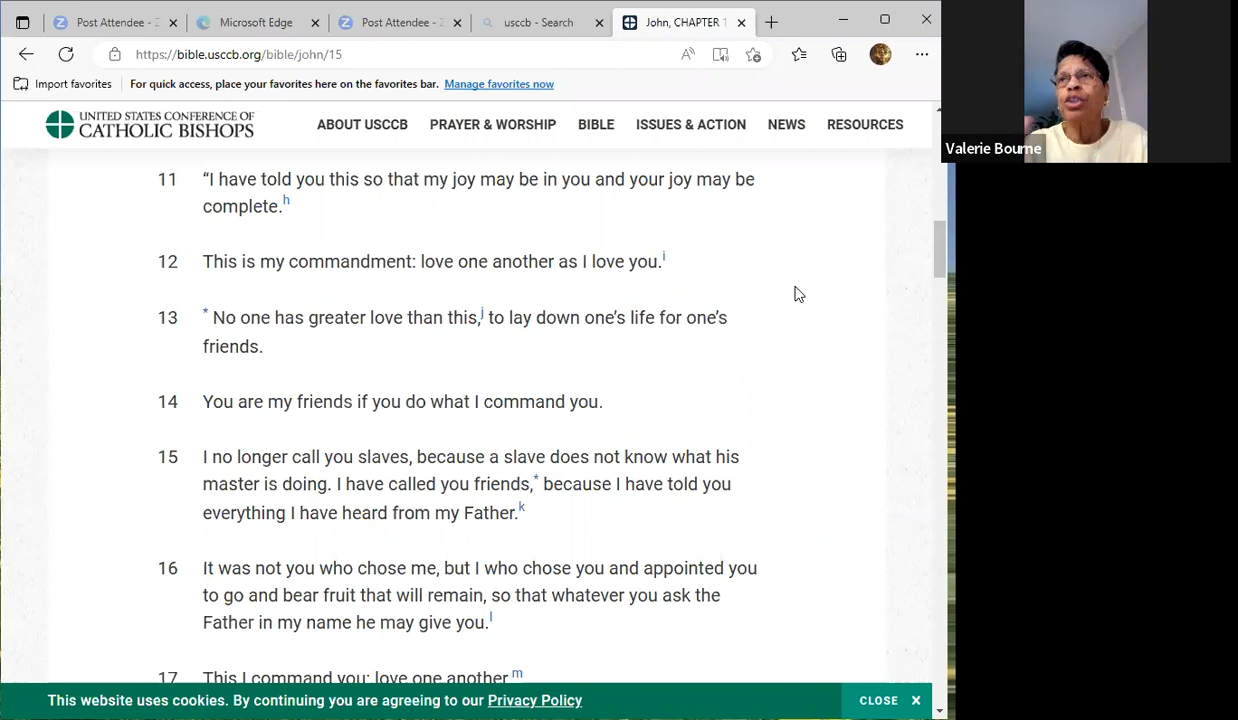 Post Attendee - Z
Microsoft Edge
Post Attendee - Z
usccb - Search
John, CHAPTER 1
https://bible.usccb.org/bible/john/15
Import favorites
For quick access, place your favorites here on the favorites bar. Manage favorites now
UNITED STATES CONFERENCE OF
CATHOLIC BISHOPS
ABOUT USCCB PRAYER & WORSHIP BIBLE ISSUES & ACTION NEWS RESOURCES
Valerie Bourne
11 “I have told you this so that my joy may be in you and your joy may be
complete.h
12 This is my commandment: love one another as I love you.i
13 * No one has greater love than this,j to lay down one’s life for one’s
friends.
14 You are my friends if you do what I command you.
15 I no longer call you slaves, because a slave does not know what his
master is doing. I have called you friends,* because I have told you
everything I have heard from my Father.k
16 It was not you who chose me, but I who chose you and appointed you
to go and bear fruit that will remain, so that whatever you ask the
Father in my name he may give you.l
17 This I command you: love one another.m
This website uses cookies. By continuing you are agreeing to our Privacy Policy
CLOSE ×